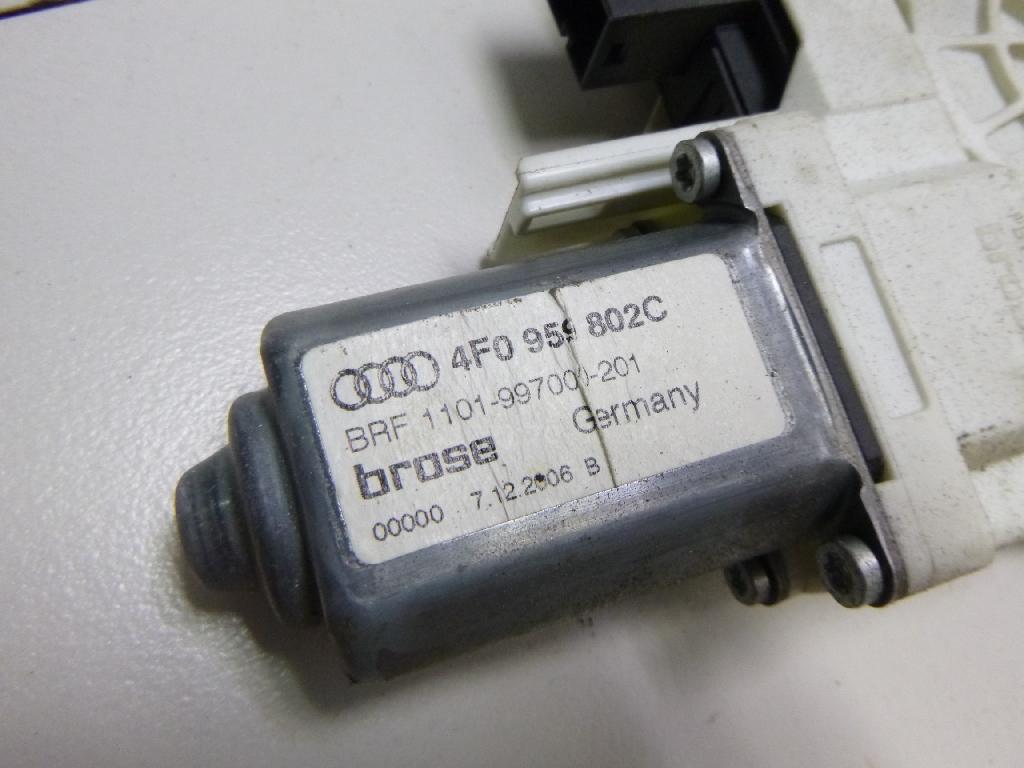 4F0 959 802C
BRF 1101-997000-201
brose Germany
00000 7.12.2006 B